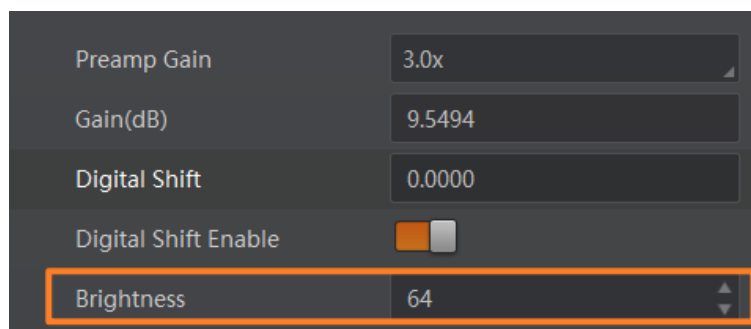 Preamp Gain 3.0x
Gain(dB) 9.5494
Digital Shift 0.0000
Digital Shift Enable
Brightness 64